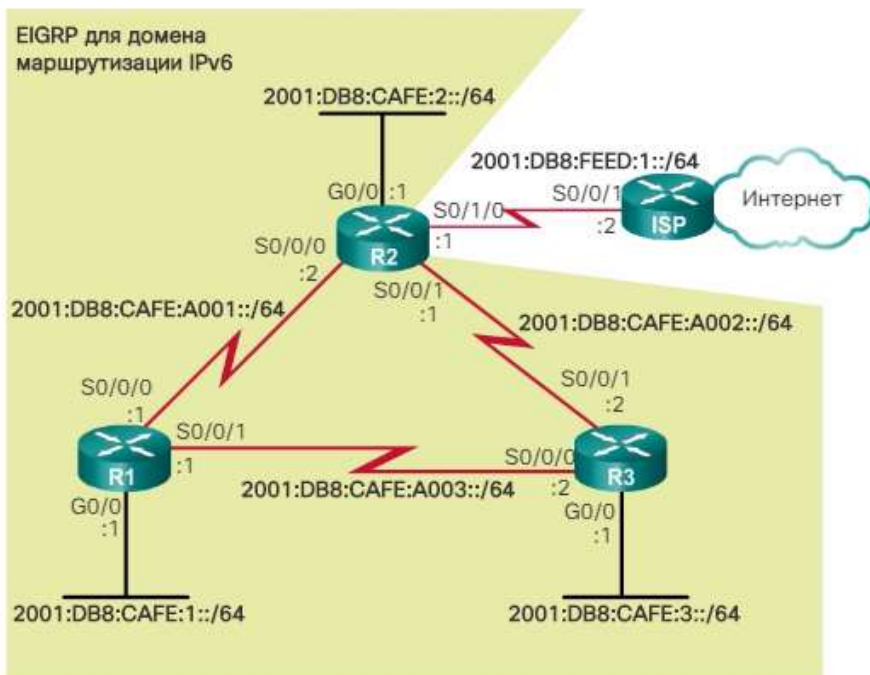 EIGRP для домена
маршрутизации IPv6
2001:DB8:CAFE:2::/64
2001:DB8:FEED:1::/64
G0/0 :1
S0/0/1
S0/1/0
Интернет
:2
ISP
:1
S0/0/0
R2
:2
S0/0/1
:1
2001:DB8:CAFE:A001::/64
2001:DB8:CAFE:A002::/64
S0/0/0
:1
S0/0/1
:2
S0/0/1
:1
R1
S0/0/0
R3
2001:DB8:CAFE:A003::/64
:2
G0/0
:1
G0/0
:1
2001:DB8:CAFE:1::/64
2001:DB8:CAFE:3::/64